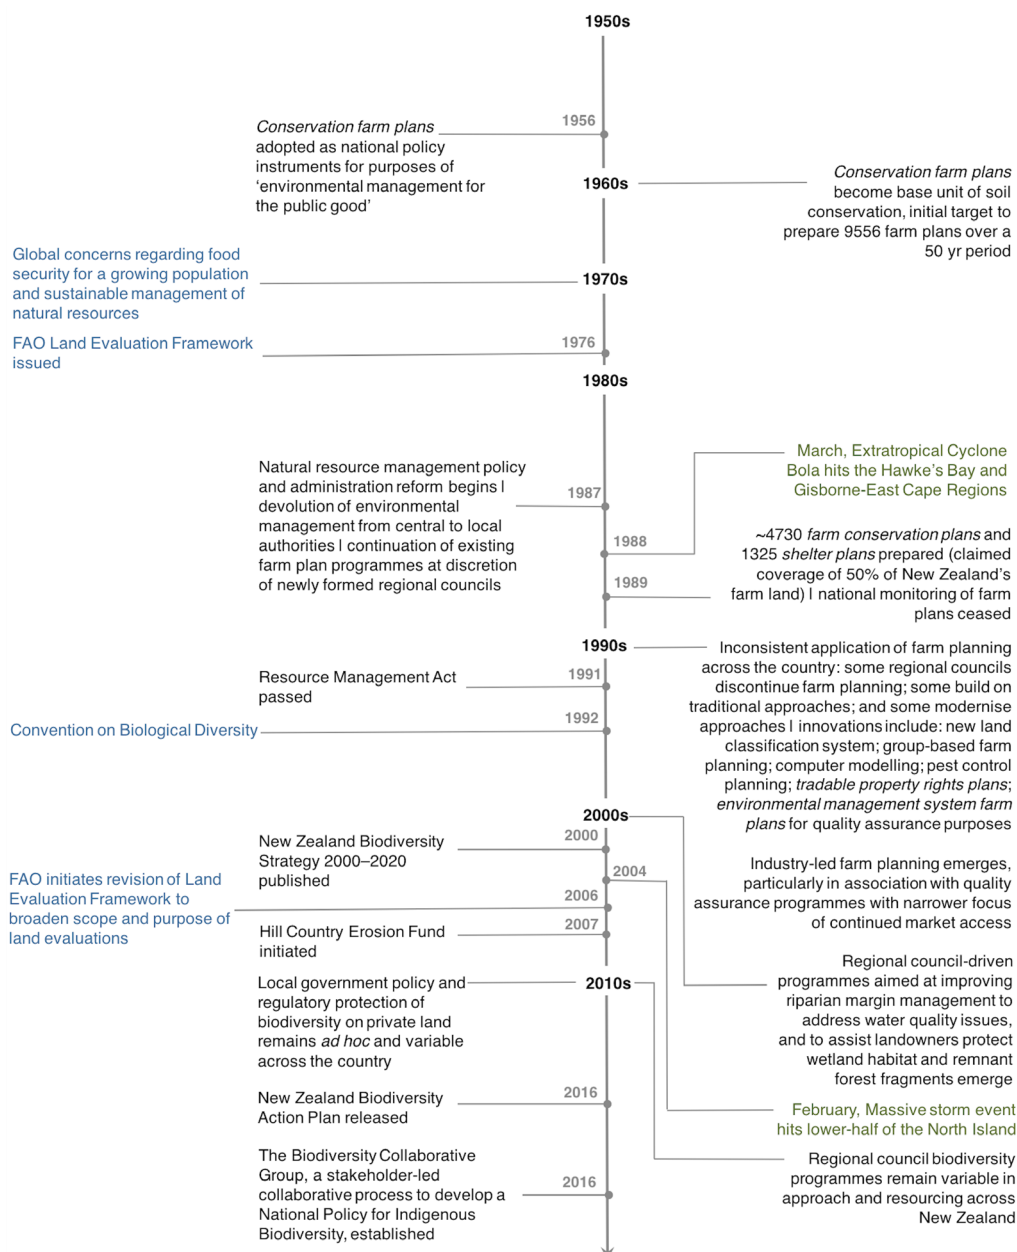 1950s
1956
Conservation farm plans
adopted as national policy
instruments for purposes of
‘environmental management for
the public good’
1960s
Conservation farm plans
become base unit of soil
conservation, initial target to
prepare 9556 farm plans over a
50 yr period
Global concerns regarding food
security for a growing population
and sustainable management of
natural resources
1970s
FAO Land Evaluation Framework
issued
1976
1980s
March, Extratropical Cyclone
Bola hits the Hawke’s Bay and
Gisborne-East Cape Regions
Natural resource management policy
and administration reform begins |
devolution of environmental
management from central to local
authorities | continuation of existing
farm plan programmes at discretion
of newly formed regional councils
1987
1988
~4730 farm conservation plans and
1325 shelter plans prepared (claimed
coverage of 50% of New Zealand’s
farm land) | national monitoring of farm
plans ceased
1989
1990s
Inconsistent application of farm planning
across the country: some regional councils
discontinue farm planning; some build on
traditional approaches; and some modernise
approaches | innovations include: new land
classification system; group-based farm
planning; computer modelling; pest control
planning; tradable property rights plans;
environmental management system farm
plans for quality assurance purposes
Resource Management Act
passed
1991
Convention on Biological Diversity
1992
2000s
New Zealand Biodiversity
Strategy 2000–2020
published
2000
Industry-led farm planning emerges,
particularly in association with quality
assurance programmes with narrower focus
of continued market access
2004
FAO initiates revision of Land
Evaluation Framework to
broaden scope and purpose of
land evaluations
2006
Hill Country Erosion Fund
initiated
2007
Regional council-driven
programmes aimed at improving
riparian margin management to
address water quality issues,
and to assist landowners protect
wetland habitat and remnant
forest fragments emerge
Local government policy and
regulatory protection of
biodiversity on private land
remains ad hoc and variable
across the country
2010s
New Zealand Biodiversity
Action Plan released
2016
February, Massive storm event
hits lower-half of the North Island
The Biodiversity Collaborative
Group, a stakeholder-led
collaborative process to develop a
National Policy for Indigenous
Biodiversity, established
2016
Regional council biodiversity
programmes remain variable in
approach and resourcing across
New Zealand